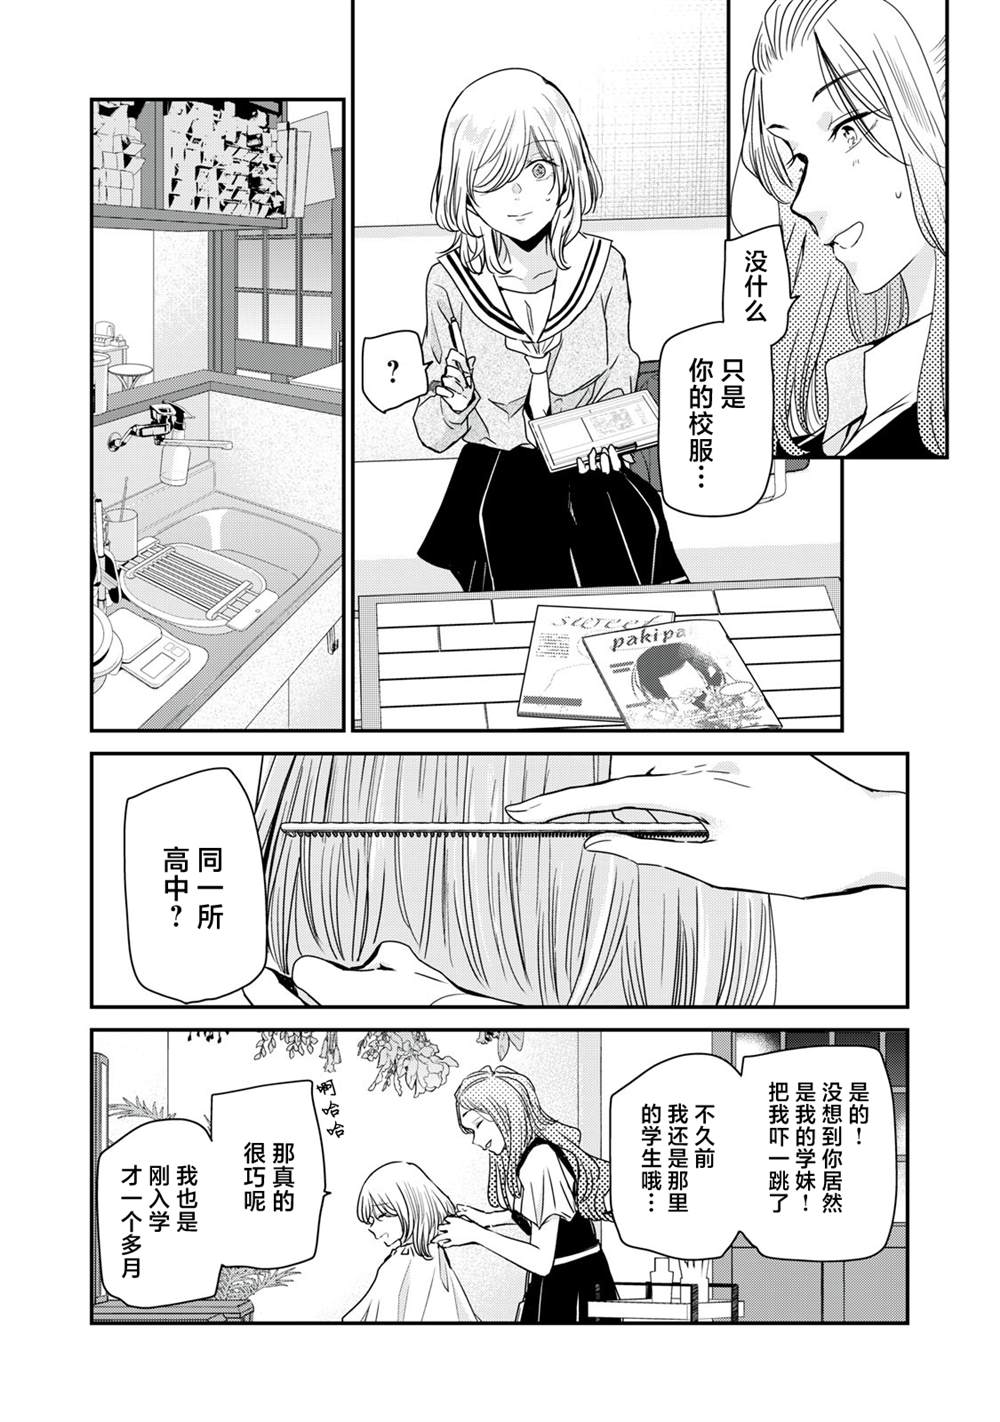 没什么
只是
你的校服…
?
sweet
paki pa
同一所
高中?
是的!
没想到你居然
是我的学妹!
把我吓一跳了
不久前
我还是那里
的学生哦…
啊哈哈
那真的
很巧呢
我也是
刚入学
才一个多月